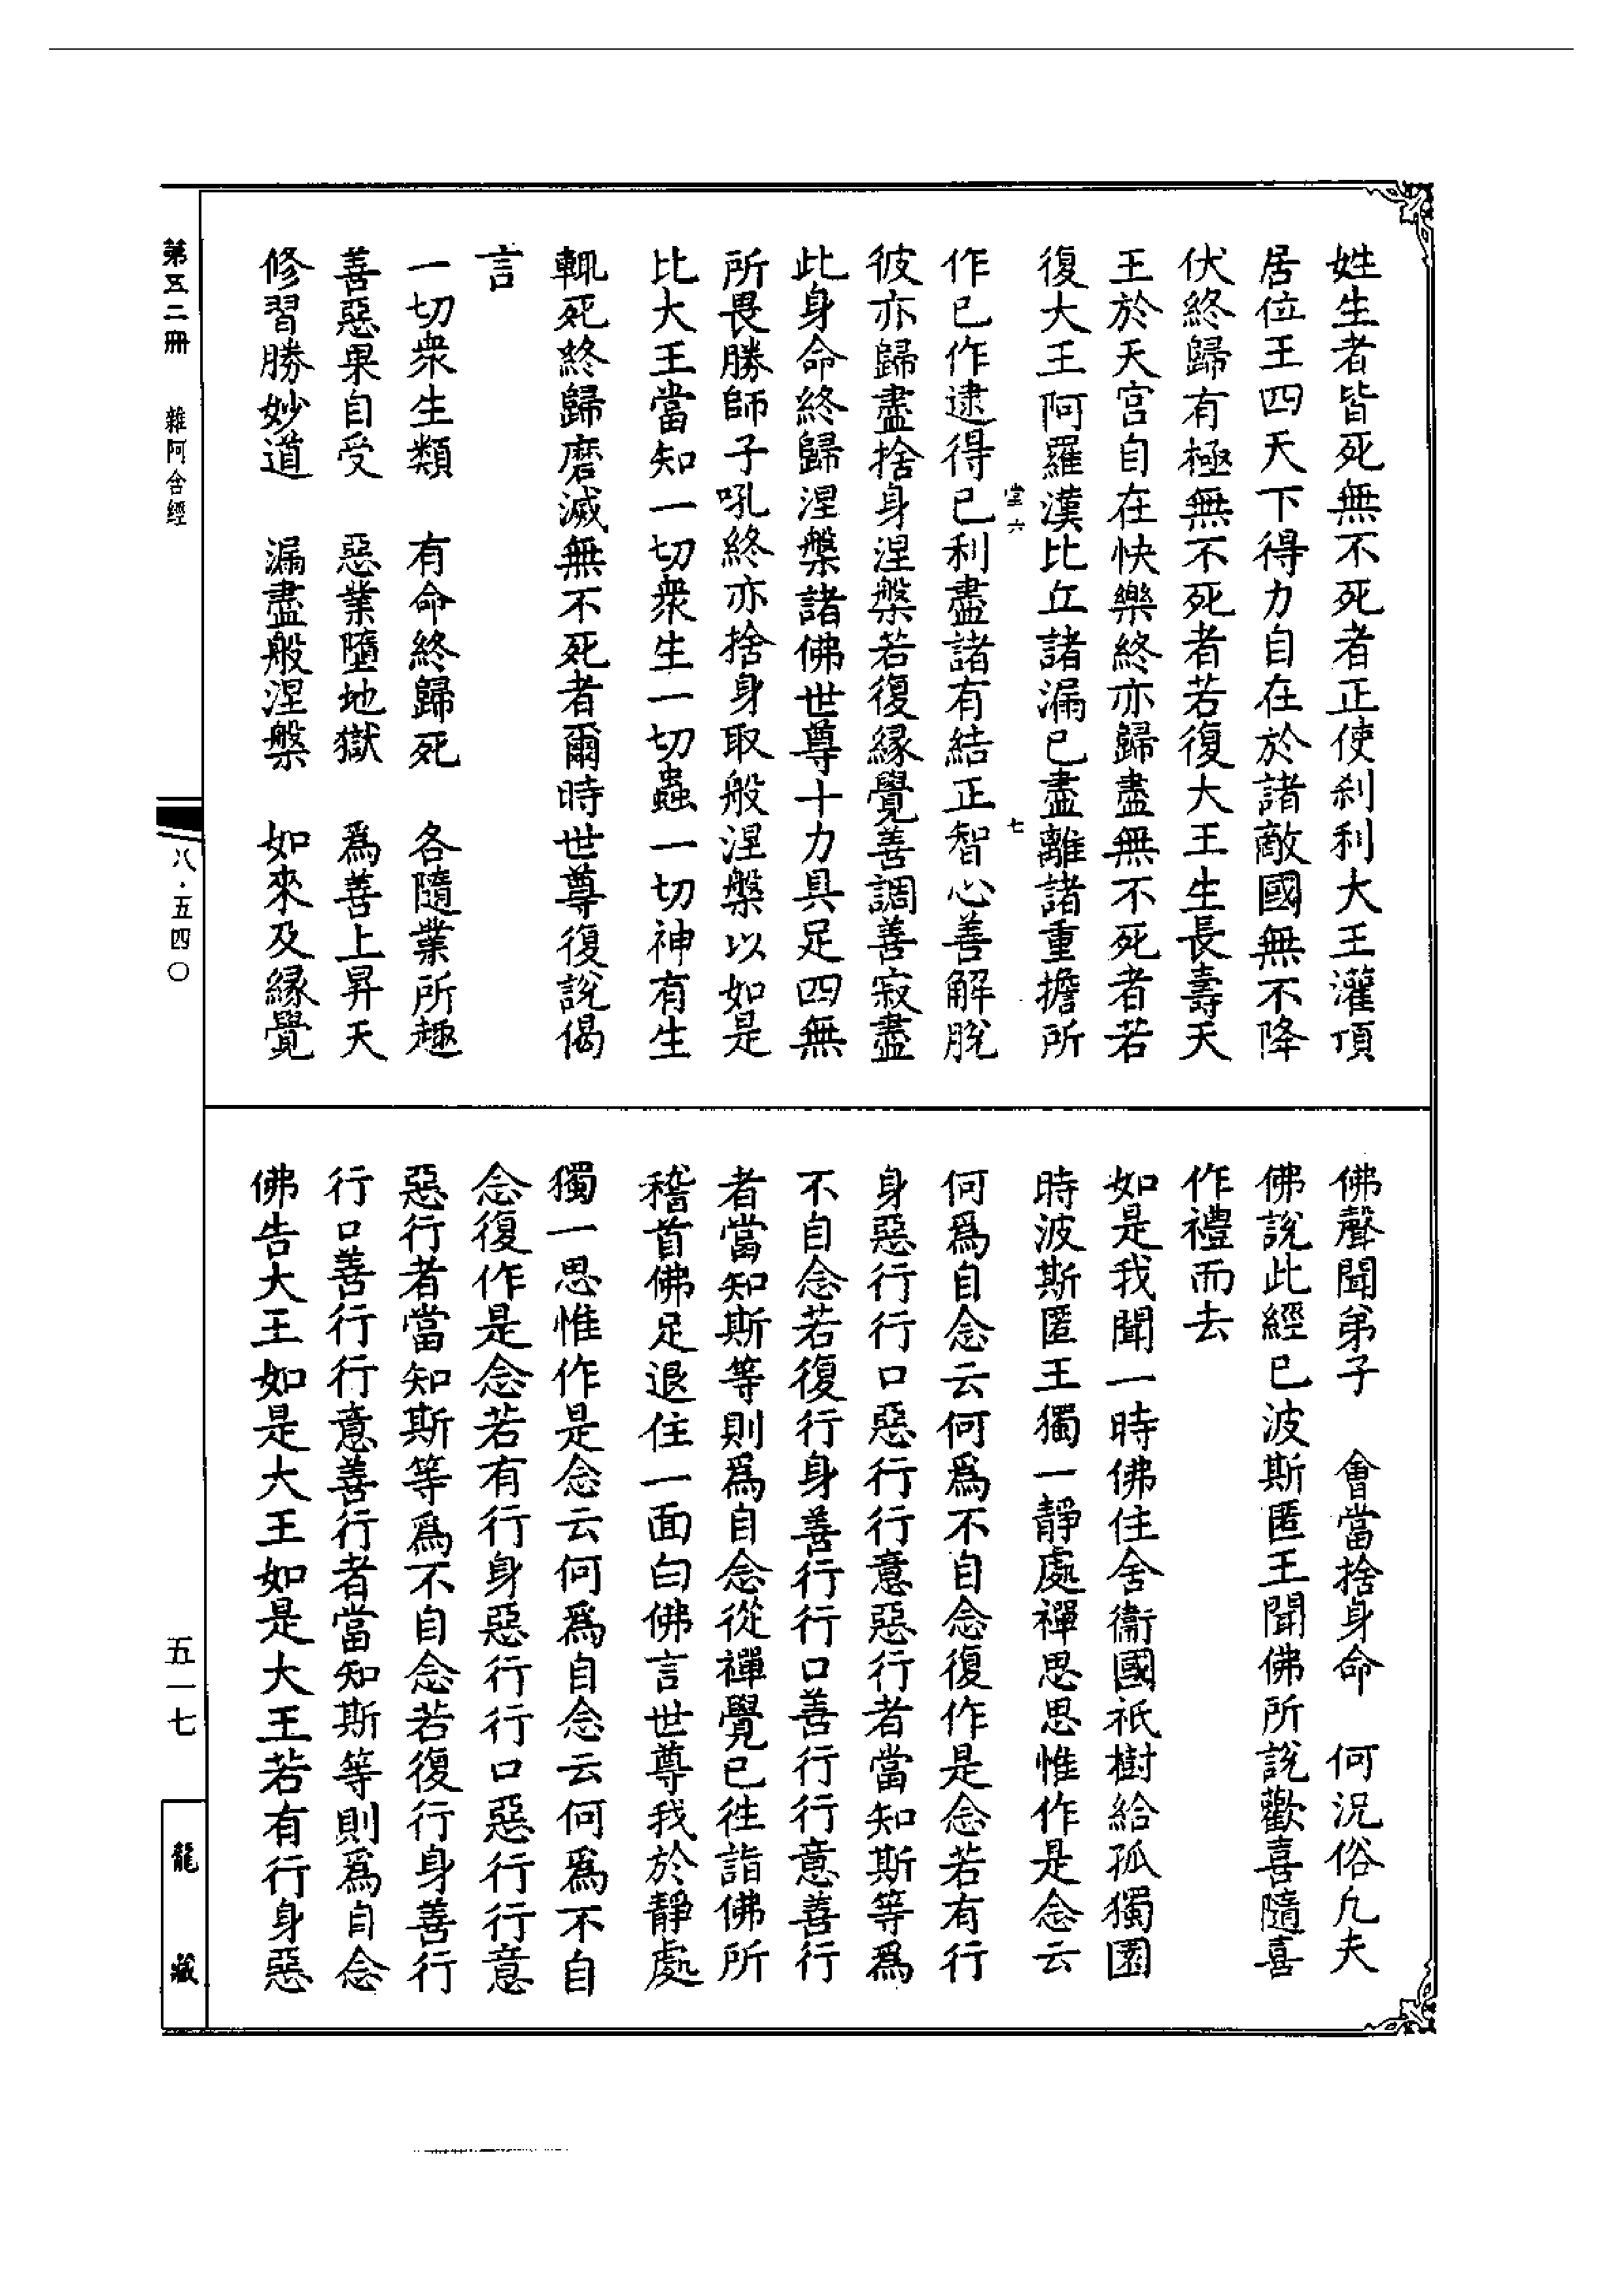 姓生者皆死無不死者正使刹利大王灌頂
居位王四天下得力自在於諸敵國無不降
伏終歸有極無不死者若復大王生長壽天
王於天宮自在快樂終亦歸盡無不死者若
復大王阿羅漢比丘諸漏已盡離諸重擔所
堂六
七
作已作逮得已利盡諸有結正智心善解脫
彼亦歸盡捨身涅槃若復緣覺善調善寂盡
此身命終歸涅槃諸佛世尊十力具足四無
所畏勝師子吼終亦捨身取般涅槃以如是
比大王當知一切衆生一切蟲一切神有生
輒死終歸磨滅無不死者爾時世尊復說偈
言
一切衆生類　有命終歸死　各隨業所趣
善惡果自受　惡業墮地獄　爲善上昇天
修習勝妙道　漏盡般涅槃　如來及緣覺
佛聲聞弟子　會當捨身命　何況俗凡夫
佛說此經已波斯匿王聞佛所說歡喜隨喜
作禮而去
如是我聞一時佛住舍衞國祇樹給孤獨園
時波斯匿王獨一靜處禪思思惟作是念云
何爲自念云何爲不自念復作是念若有行
身惡行行口惡行行意惡行者當知斯等爲
不自念若復行身善行行口善行行意善行
者當知斯等則爲自念從禪覺已往詣佛所
稽首佛足退住一面白佛言世尊我於靜處
獨一思惟作是念云何爲自念云何爲不自
念復作是念若有行身惡行行口惡行行意
惡行者當知斯等爲不自念若復行身善行
行口善行行意善行者當知斯等則爲自念
佛告大王如是大王如是大王若有行身惡
第五二冊　雜阿含經
八·五四〇
五一七
龍藏